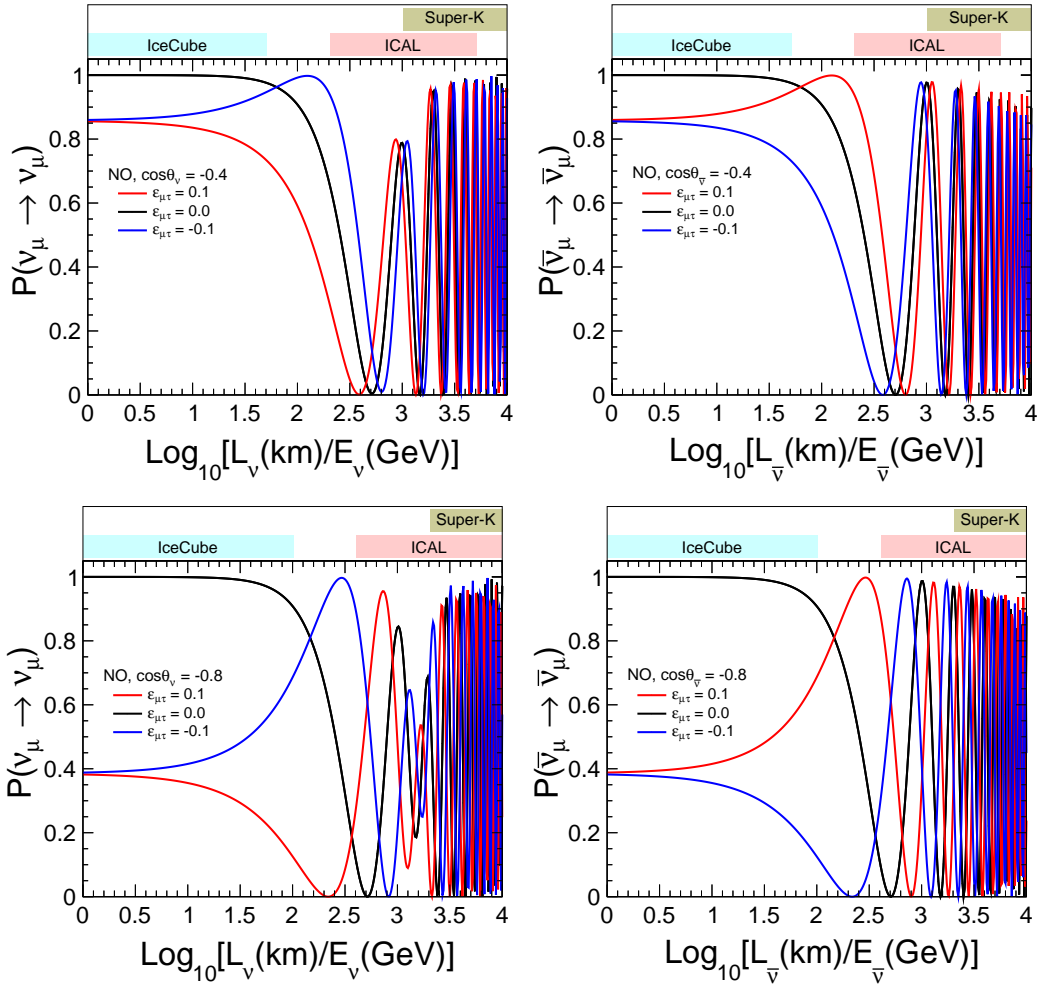 Super-K
IceCube
ICAL
1
0.8
0.6
0.4
0.2
0
P(ν_μ → ν_μ)
NO, cosθ_ν = -0.4
ε_μτ = 0.1
ε_μτ = 0.0
ε_μτ = -0.1
0 0.5 1 1.5 2 2.5 3 3.5 4
Log₁₀[L_ν(km)/E_ν(GeV)]
Super-K
IceCube
ICAL
1
0.8
0.6
0.4
0.2
0
P(ν̅_μ → ν̅_μ)
NO, cosθ_ν̅ = -0.4
ε_μτ = 0.1
ε_μτ = 0.0
ε_μτ = -0.1
0 0.5 1 1.5 2 2.5 3 3.5 4
Log₁₀[L_ν̅(km)/E_ν̅(GeV)]
Super-K
IceCube
ICAL
1
0.8
0.6
0.4
0.2
0
P(ν_μ → ν_μ)
NO, cosθ_ν = -0.8
ε_μτ = 0.1
ε_μτ = 0.0
ε_μτ = -0.1
0 0.5 1 1.5 2 2.5 3 3.5 4
Log₁₀[L_ν(km)/E_ν(GeV)]
Super-K
IceCube
ICAL
1
0.8
0.6
0.4
0.2
0
P(ν̅_μ → ν̅_μ)
NO, cosθ_ν̅ = -0.8
ε_μτ = 0.1
ε_μτ = 0.0
ε_μτ = -0.1
0 0.5 1 1.5 2 2.5 3 3.5 4
Log₁₀[L_ν̅(km)/E_ν̅(GeV)]